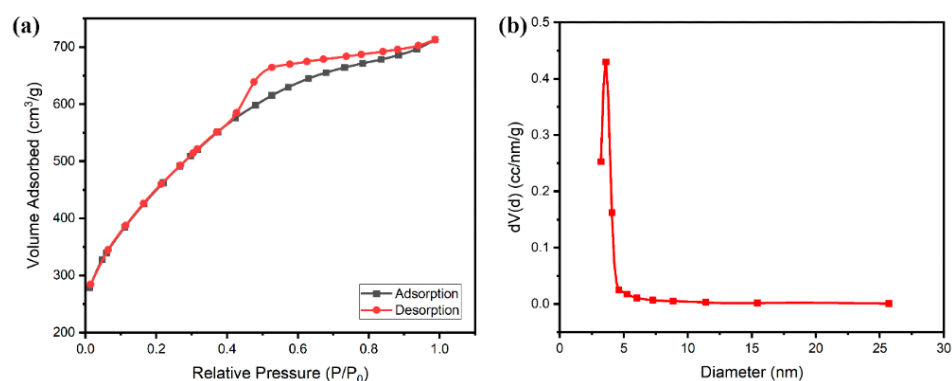 (a)
Volume Adsorbed (cm³/g)
700
600
500
400
300
200
0.0 0.2 0.4 0.6 0.8 1.0
Relative Pressure (P/P₀)
Adsorption
Desorption
(b)
dV(d) (cc/nm/g)
0.5
0.4
0.3
0.2
0.1
0.0
0 5 10 15 20 25 30
Diameter (nm)